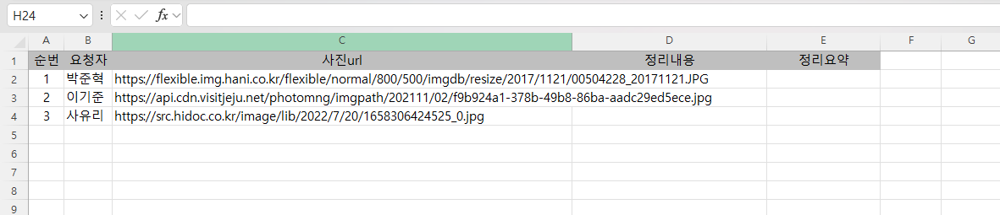 H24
fx
A B C D E F G
1 순번 요청자 사진url 정리내용 정리요약
2 1 박준혁 https://flexible.img.hani.co.kr/flexible/normal/800/500/imgdb/resize/2017/1121/00504228_20171121.JPG
3 2 이기준 https://api.cdn.visitjeju.net/photomng/imgpath/202111/02/f9b924a1-378b-49b8-86ba-aadc29ed5ece.jpg
4 3 사유리 https://src.hidoc.co.kr/image/lib/2022/7/20/1658306424525_0.jpg
5
6
7
8
9